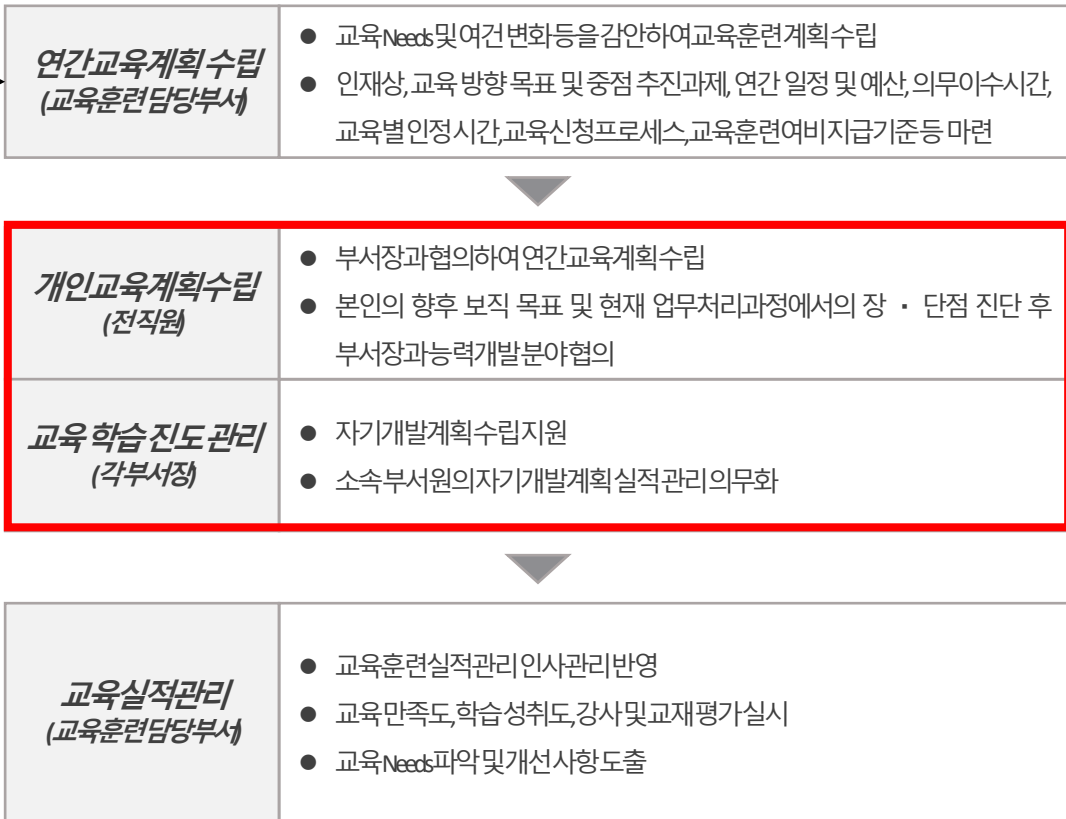 연간교육계획 수립
(교육훈련 담당부서)
● 교육Needs 및 여건 변화 등을 감안하여 교육훈련계획 수립
● 인재상, 교육 방향 목표 및 중점 추진과제, 연간 일정 및 예산, 의무이수시간,
교육별 인정시간, 교육신청프로세스, 교육훈련여비 지급기준 등 마련
개인교육계획수립
(전직원)
● 부서장과 협의하여 연간교육계획 수립
● 본인의 향후 보직 목표 및 현재 업무처리과정에서의 장 · 단점 진단 후
부서장과 능력개발 분야 협의
교육 학습 진도 관리
(각 부서장)
● 자기개발계획 수립 지원
● 소속 부서원의 자기개발계획 실적 관리 의무화
교육실적관리
(교육훈련담당부서)
● 교육훈련실적관리 인사관리 반영
● 교육 만족도, 학습 성취도, 강사 및 교재 평가 실시
● 교육Needs 파악 및 개선 사항 도출